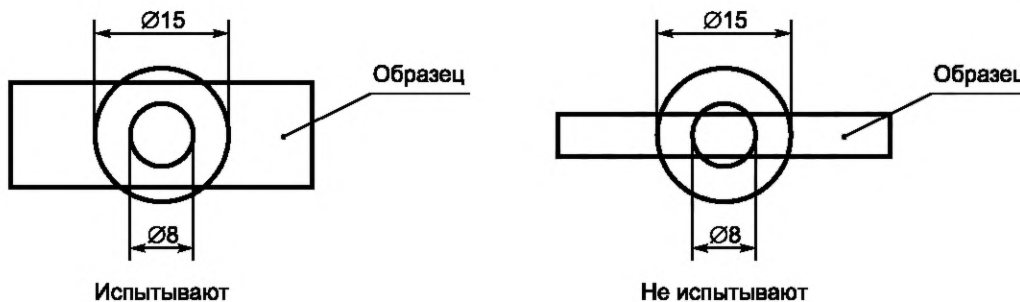 Ø15
Образец
Ø8
Испытывают
Ø15
Образец
Ø8
Не испытывают